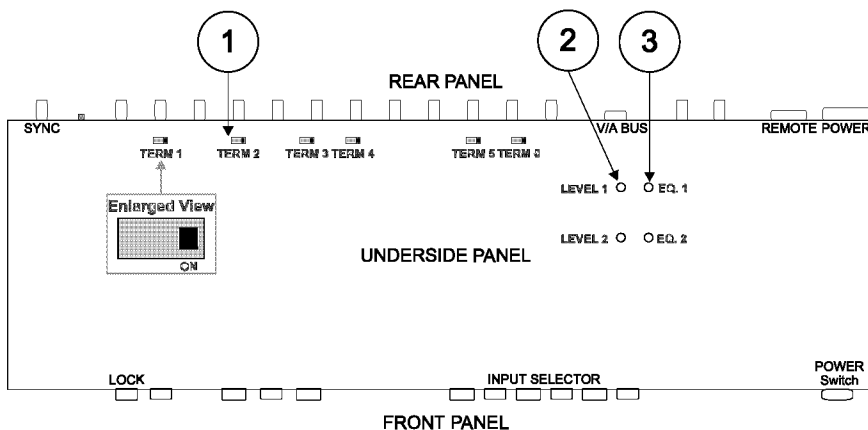 1
2
3
REAR PANEL
SYNC
V/A BUS
REMOTE POWER
TERM 1
TERM 2
TERM 3
TERM 4
TERM 5
TERM
LEVEL 1
EQ. 1
Enlarged View
ON
LEVEL 2
EQ. 2
UNDERSIDE PANEL
LOCK
INPUT SELECTOR
POWER
Switch
FRONT PANEL